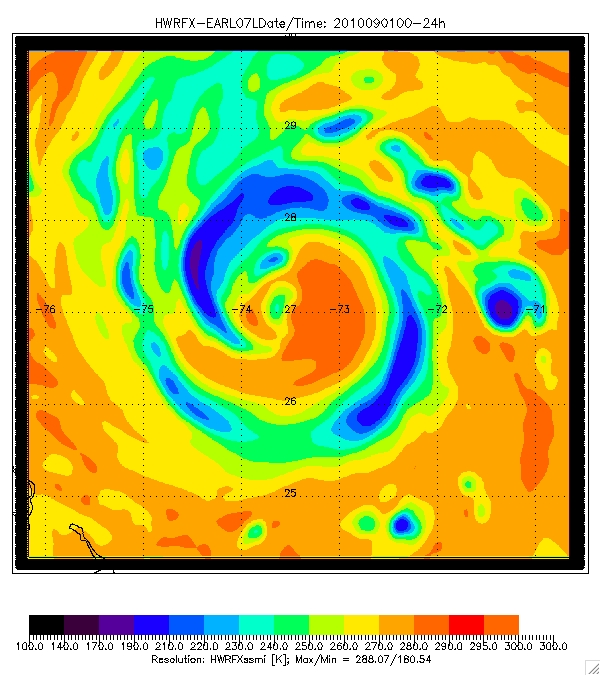 HWRFX-EARL07LDate/Time: 2010090100-24h
29
28
-76 -75 -74 27 -73 -72 -71
26
25
100.0 140.0 170.0 190.0 210.0 220.0 230.0 240.0 250.0 260.0 270.0 280.0 290.0 295.0 300.0 300.0
Resolution: HWRFXssmi [K]; Max/Min = 288.07/180.54